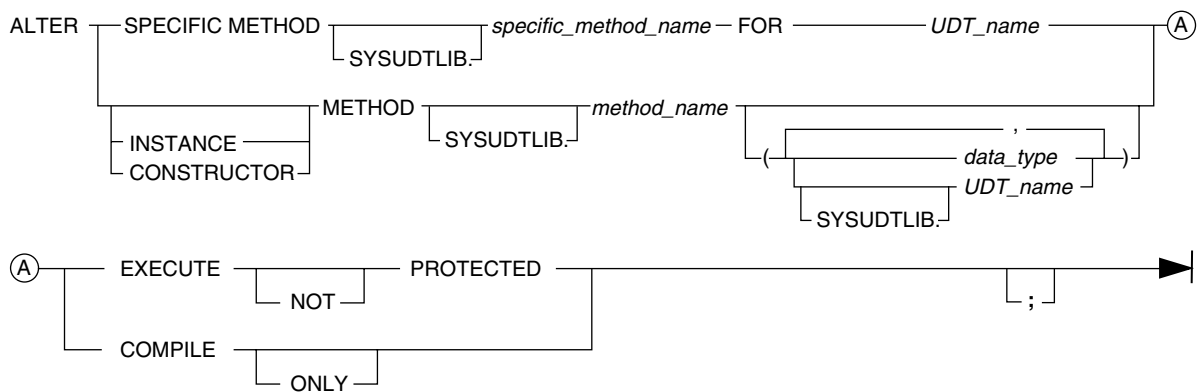 ALTER SPECIFIC METHOD specific_method_name FOR UDT_name A
SYSUDTLIB.
METHOD method_name
INSTANCE SYSUDTLIB. ,
CONSTRUCTOR ( data_type )
UDT_name
SYSUDTLIB.
A EXECUTE PROTECTED
NOT ;
COMPILE
ONLY